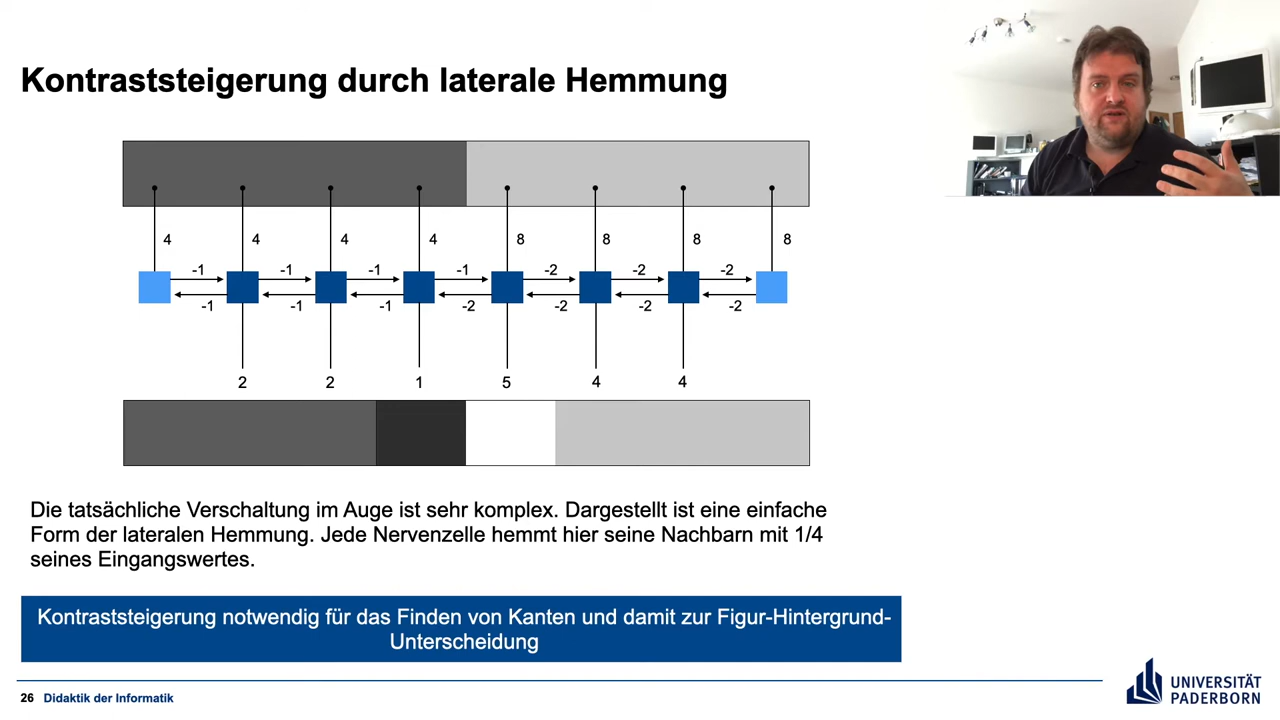 Kontraststeigerung durch laterale Hemmung
4 4 4 4 8 8 8 8
-1 -1 -1 -1 -2 -2 -2
-1 -1 -1 -2 -2 -2 -2
2 2 1 5 4 4
Die tatsächliche Verschaltung im Auge ist sehr komplex. Dargestellt ist eine einfache
Form der lateralen Hemmung. Jede Nervenzelle hemmt hier seine Nachbarn mit 1/4
seines Eingangswertes.
Kontraststeigerung notwendig für das Finden von Kanten und damit zur Figur-Hintergrund-
Unterscheidung
26 Didaktik der Informatik
UNIVERSITÄT
PADERBORN